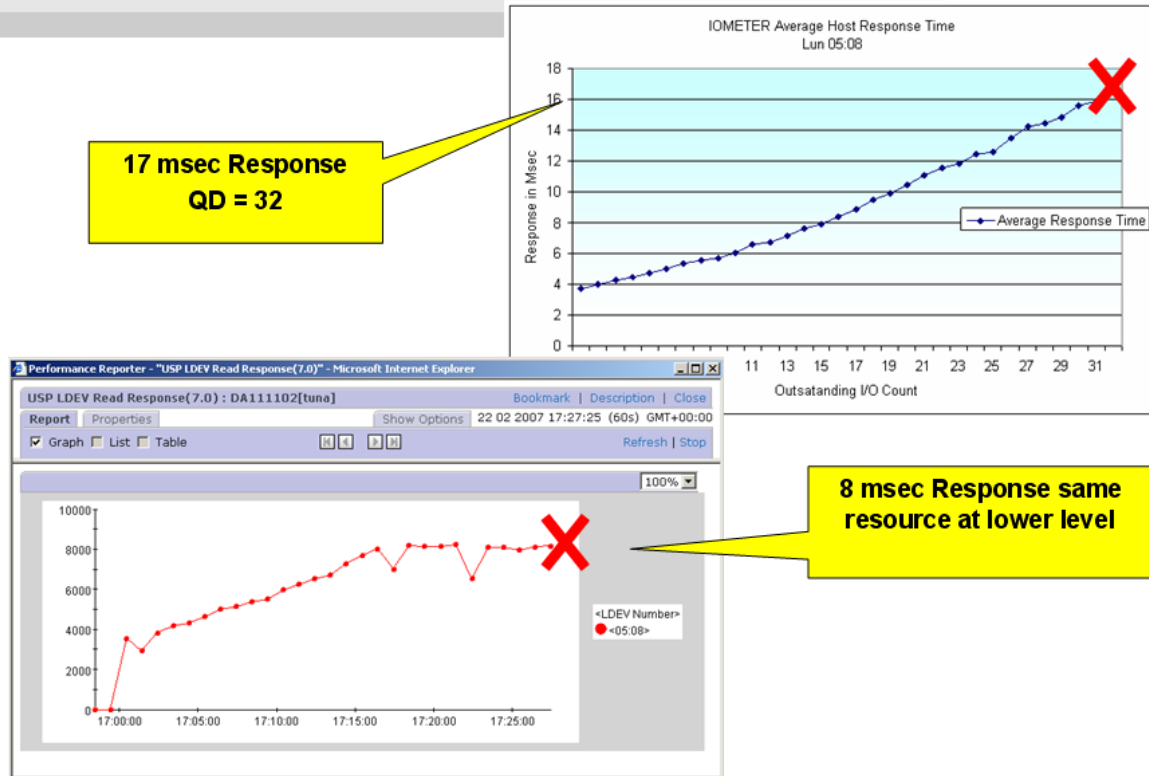 IOMETER Average Host Response Time
Lun 05:08
18
16
14
12
10
8
6
4
2
0
Response in Msec
11 13 15 17 19 21 23 25 27 29 31
Outsatanding I/O Count
Average Response Time
17 msec Response
QD = 32
Performance Reporter - "USP LDEV Read Response(7.0)" - Microsoft Internet Explorer
USP LDEV Read Response(7.0) : DA111102[tuna]
Bookmark | Description | Close
Report Properties
Show Options 22 02 2007 17:27:25 (60s) GMT+00:00
Graph List Table
Refresh | Stop
100%
10000
8000
6000
4000
2000
0
17:00:00 17:05:00 17:10:00 17:15:00 17:20:00 17:25:00
<LDEV Number>
<05:08>
8 msec Response same
resource at lower level